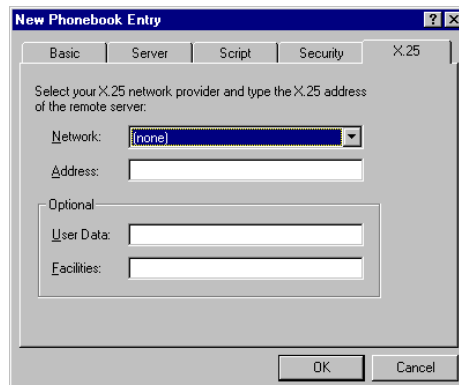 New Phonebook Entry
Basic Server Script Security X.25
Select your X.25 network provider and type the X.25 address
of the remote server:
Network: (none)
Address:
Optional
User Data:
Facilities:
OK Cancel